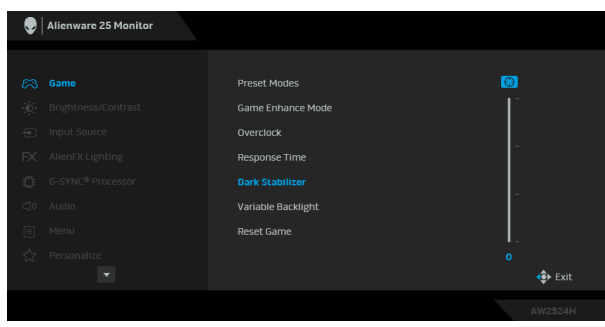 Alienware 25 Monitor
Game
Brightness/Contrast
Input Source
AlienFX Lighting
G-SYNC® Processor
Audio
Menu
Personalize
Preset Modes
Game Enhance Mode
Overclock
Response Time
Dark Stabilizer
Variable Backlight
Reset Game
0
Exit
AW2524H